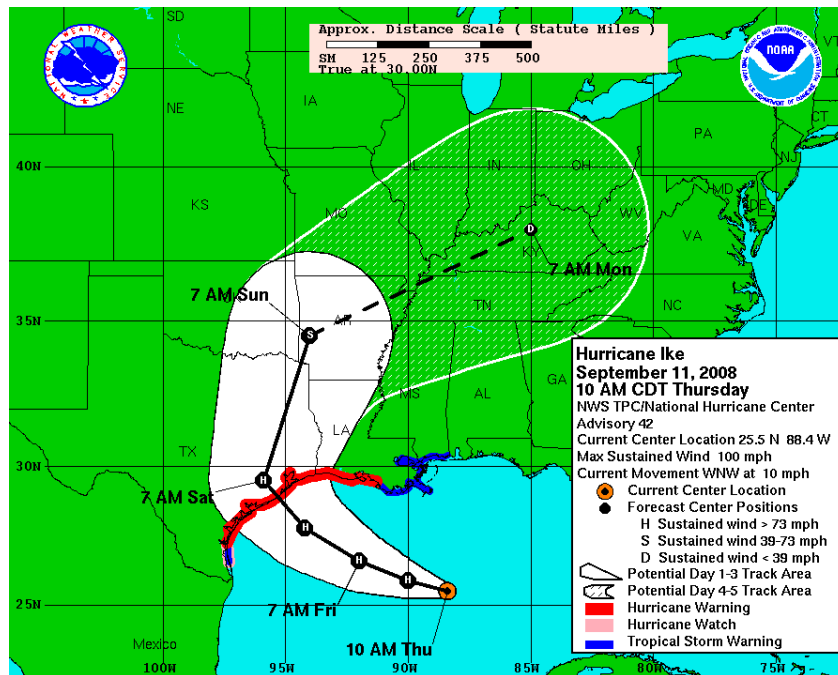 SD
Approx. Distance Scale ( Statute Miles )
SM 125 250 375 500
True at 30.00N
NATIONAL WEATHER SERVICE
NOAA
VT
NE
IA
CT
PA
NJ
40N
IL
IN
OH
MD
DE
KS
MO
WV
VA
KY
7 AM Mon
7 AM Sun
35N
AR
TN
NC
MS
AL
GA
LA
TX
30N
7 AM Sat
7 AM Fri
25N
10 AM Thu
Mexico
100W
95W
90W
85W
80W
75W
H
H
H
H
S
D
Hurricane Ike
September 11, 2008
10 AM CDT Thursday
NWS TPC/National Hurricane Center
Advisory 42
Current Center Location 25.5 N 88.4 W
Max Sustained Wind 100 mph
Current Movement WNW at 10 mph
Current Center Location
Forecast Center Positions
H Sustained wind > 73 mph
S Sustained wind 39-73 mph
D Sustained wind < 39 mph
Potential Day 1-3 Track Area
Potential Day 4-5 Track Area
Hurricane Warning
Hurricane Watch
Tropical Storm Warning